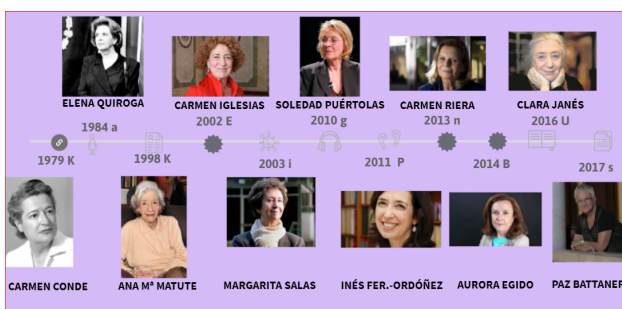 ELENA QUIROGA
CARMEN IGLESIAS
SOLEDAD PUÉRTOLAS
CARMEN RIERA
CLARA JANÉS
1984 a
2002 E
2010 g
2013 n
2016 U
1979 K
1998 K
2003 i
2011 P
2014 B
2017 s
CARMEN CONDE
ANA Mª MATUTE
MARGARITA SALAS
INÉS FER.-ORDÓÑEZ
AURORA EGIDO
PAZ BATTANER